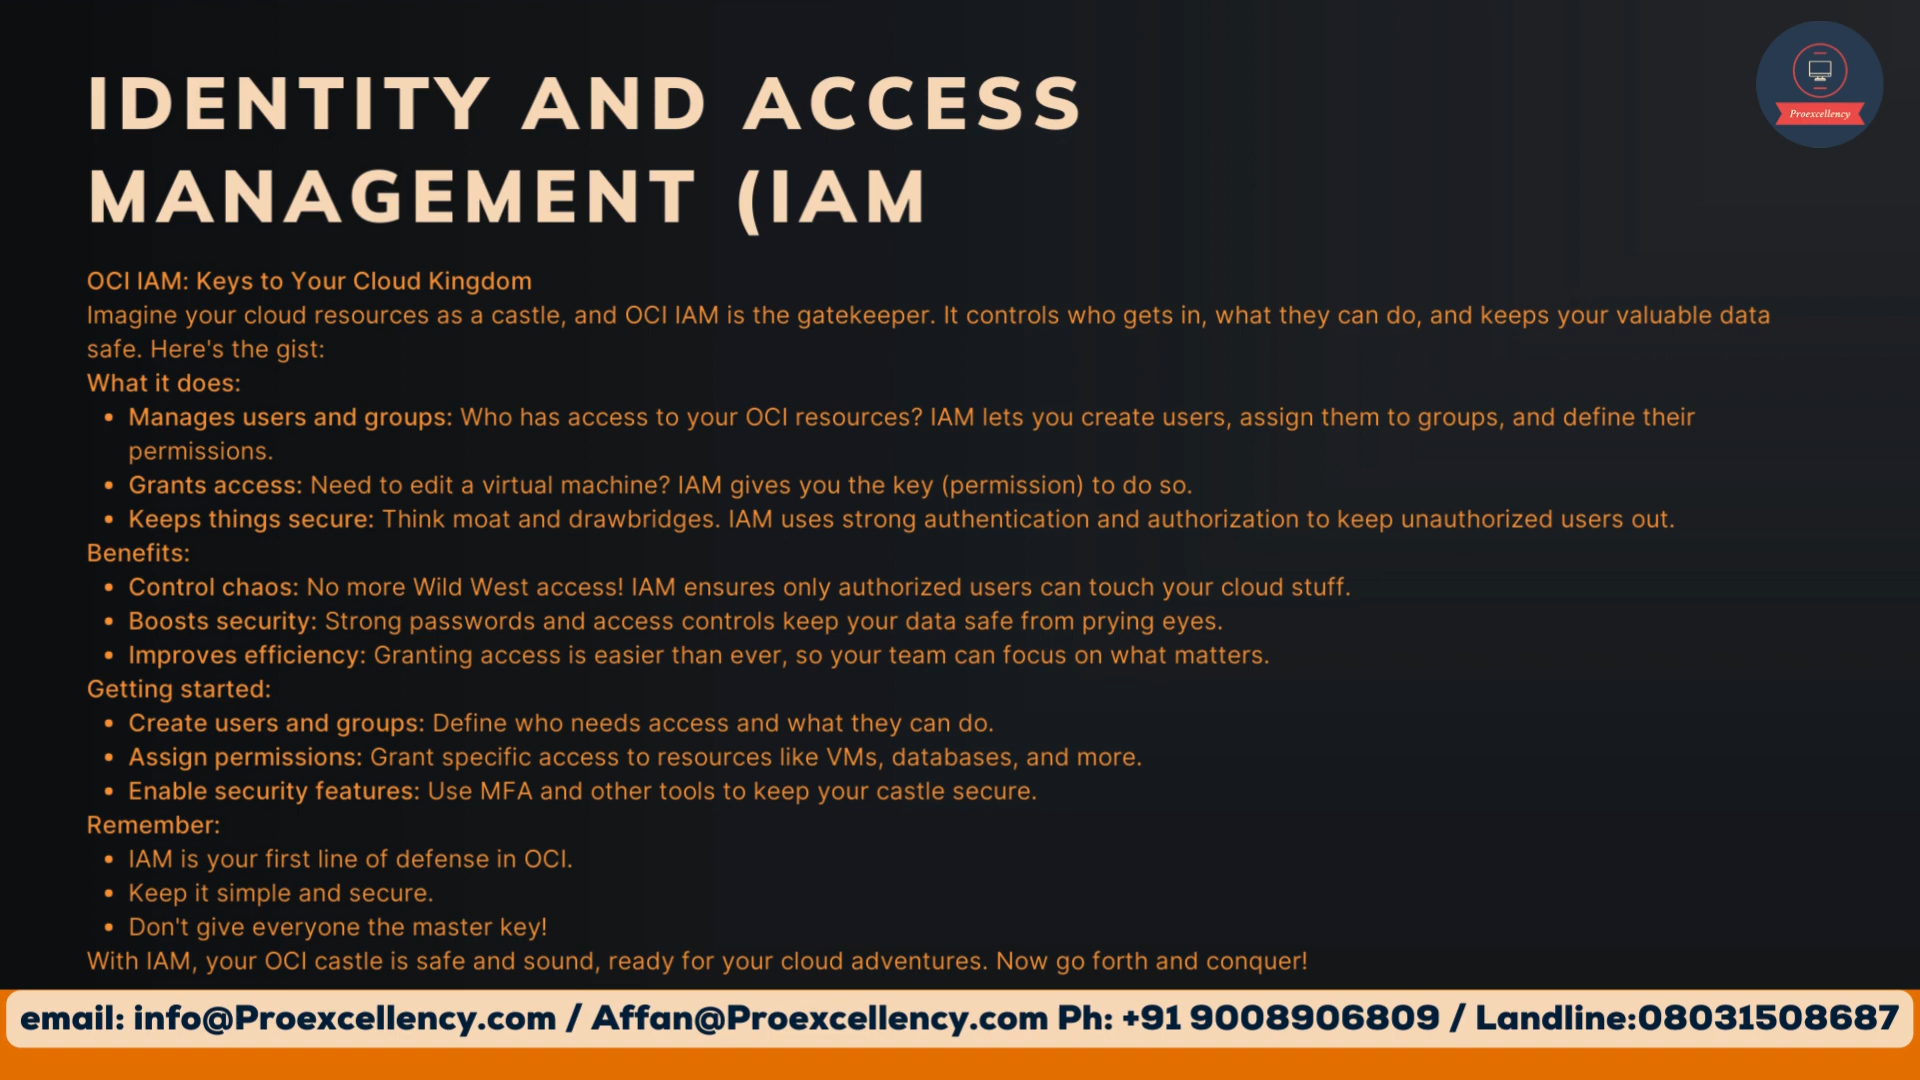 IDENTITY AND ACCESS
MANAGEMENT (IAM
Proexcellency
OCI IAM: Keys to Your Cloud Kingdom
Imagine your cloud resources as a castle, and OCI IAM is the gatekeeper. It controls who gets in, what they can do, and keeps your valuable data
safe. Here's the gist:
What it does:
• Manages users and groups: Who has access to your OCI resources? IAM lets you create users, assign them to groups, and define their
permissions.
• Grants access: Need to edit a virtual machine? IAM gives you the key (permission) to do so.
• Keeps things secure: Think moat and drawbridges. IAM uses strong authentication and authorization to keep unauthorized users out.
Benefits:
• Control chaos: No more Wild West access! IAM ensures only authorized users can touch your cloud stuff.
• Boosts security: Strong passwords and access controls keep your data safe from prying eyes.
• Improves efficiency: Granting access is easier than ever, so your team can focus on what matters.
Getting started:
• Create users and groups: Define who needs access and what they can do.
• Assign permissions: Grant specific access to resources like VMs, databases, and more.
• Enable security features: Use MFA and other tools to keep your castle secure.
Remember:
• IAM is your first line of defense in OCI.
• Keep it simple and secure.
• Don't give everyone the master key!
With IAM, your OCI castle is safe and sound, ready for your cloud adventures. Now go forth and conquer!
email: info@Proexcellency.com / Affan@Proexcellency.com Ph: +91 9008906809 / Landline:08031508687